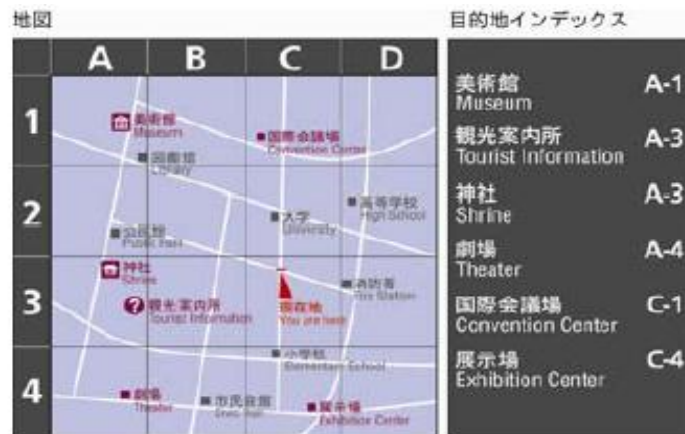 地図
目的地インデックス
A B C D
1
2
3
4
美術館
Museum
国際会議場
Convention Center
図書館
Library
大学
University
高等学校
High School
公民館
Public Hall
神社
Shrine
観光案内所
Tourist Information
現在地
You are here
消防署
Fire Station
小学校
Elementary School
劇場
Theater
市民会館
Civic Hall
展示場
Exhibition Center
美術館 A-1
Museum
観光案内所 A-3
Tourist Information
神社 A-3
Shrine
劇場 A-4
Theater
国際会議場 C-1
Convention Center
展示場 C-4
Exhibition Center